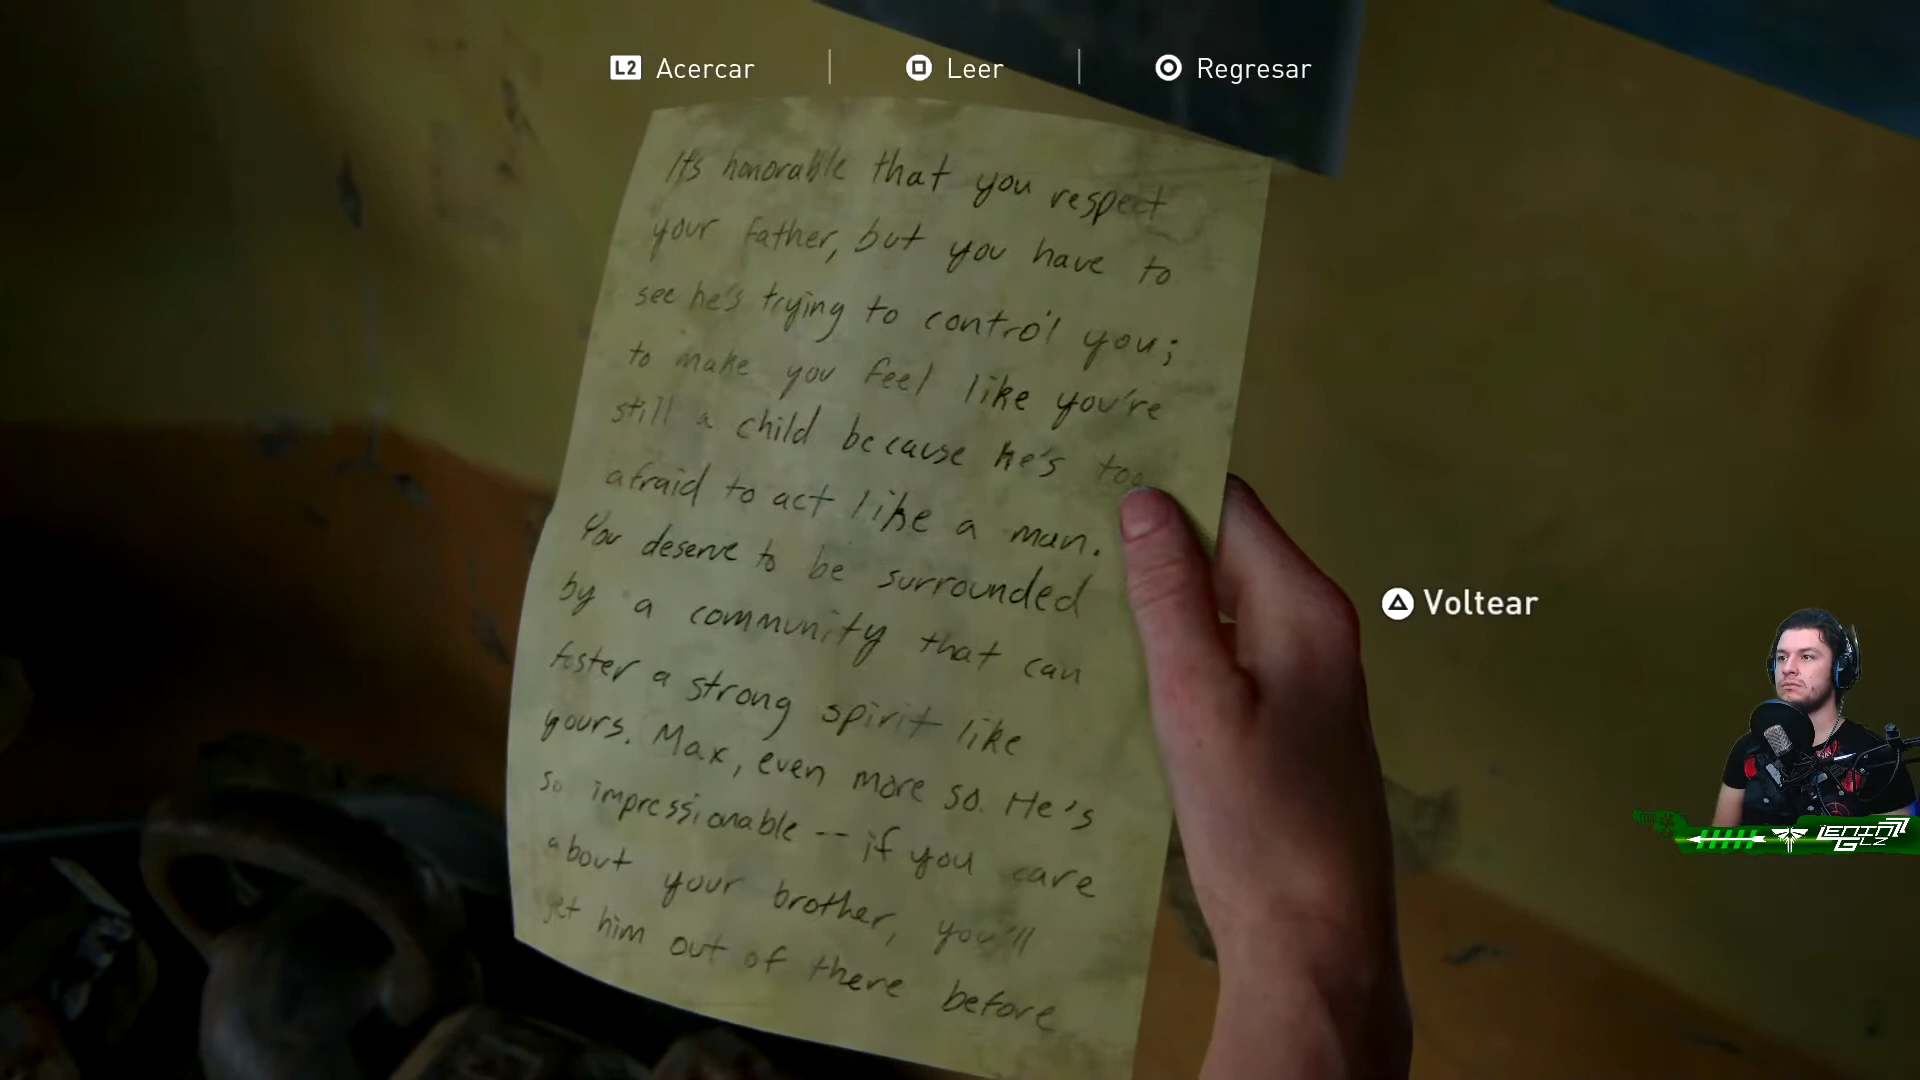 L2 Acercar
Leer
Regresar
It's honorable that you respect
your father, but you have to
see he's trying to control you;
to make you feel like you're
still a child because he's too
afraid to act like a man.
You deserve to be surrounded
by a community that can
foster a strong spirit like
yours. Max, even more so. He's
so impressionable -- if you care
about your brother, you'll
get him out of there before
Voltear
IENIN
GLZ